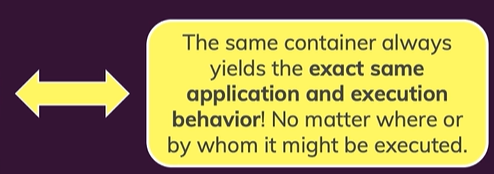 The same container always
yields the exact same
application and execution
behavior! No matter where or
by whom it might be executed.